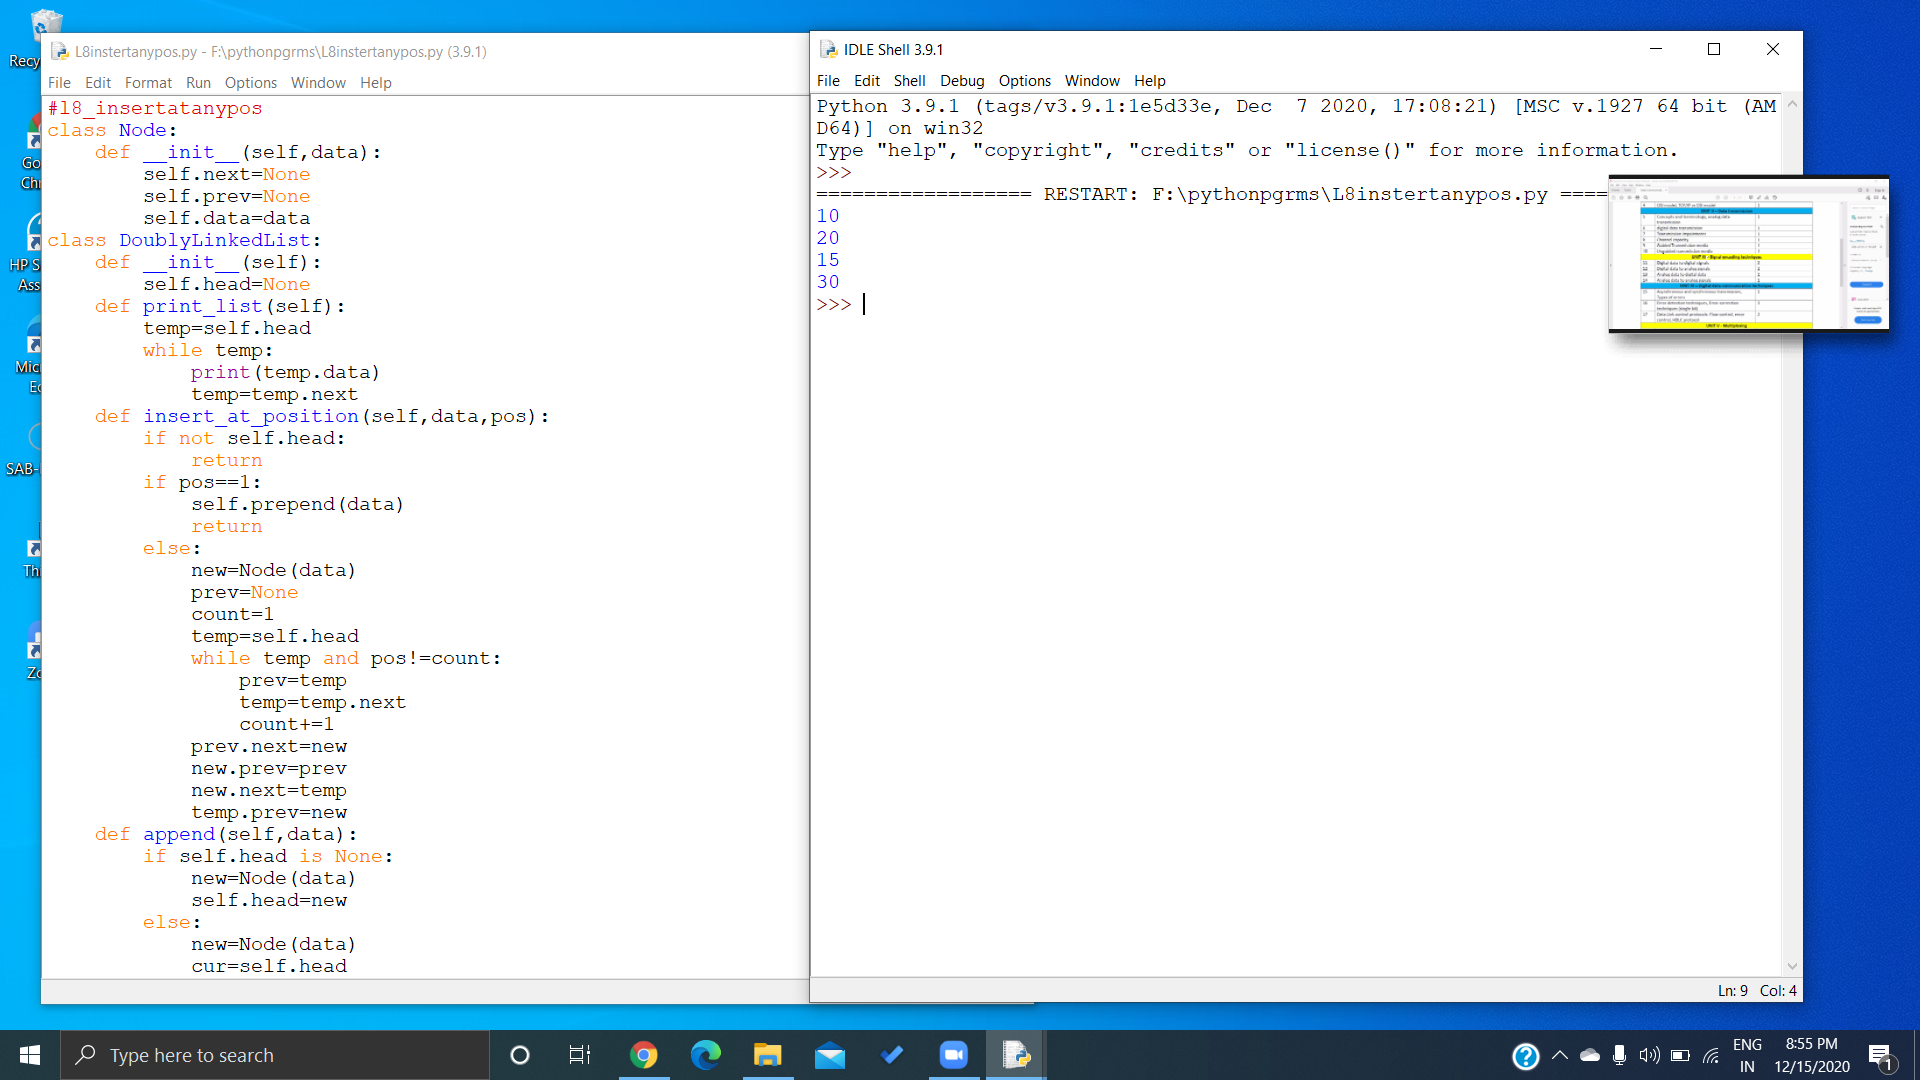 Recy
Go
Chr
HP S
Ass
Mic
Ec
SAB-
Th
Zo
L8instertanypos.py - F:\pythonpgrms\L8instertanypos.py (3.9.1)
File Edit Format Run Options Window Help
#l8_insertatanypos
class Node:
    def __init__(self,data):
        self.next=None
        self.prev=None
        self.data=data
class DoublyLinkedList:
    def __init__(self):
        self.head=None
    def print_list(self):
        temp=self.head
        while temp:
            print(temp.data)
            temp=temp.next
    def insert_at_position(self,data,pos):
        if not self.head:
            return
        if pos==1:
            self.prepend(data)
            return
        else:
            new=Node(data)
            prev=None
            count=1
            temp=self.head
            while temp and pos!=count:
                prev=temp
                temp=temp.next
                count+=1
            prev.next=new
            new.prev=prev
            new.next=temp
            temp.prev=new
    def append(self,data):
        if self.head is None:
            new=Node(data)
            self.head=new
        else:
            new=Node(data)
            cur=self.head
IDLE Shell 3.9.1
File Edit Shell Debug Options Window Help
Python 3.9.1 (tags/v3.9.1:1e5d33e, Dec  7 2020, 17:08:21) [MSC v.1927 64 bit (AM
D64)] on win32
Type "help", "copyright", "credits" or "license()" for more information.
>>>
================== RESTART: F:\pythonpgrms\L8instertanypos.py ====
10
20
15
30
>>>
Ln: 9 Col: 4
Type here to search
ENG
IN
8:55 PM
12/15/2020
1